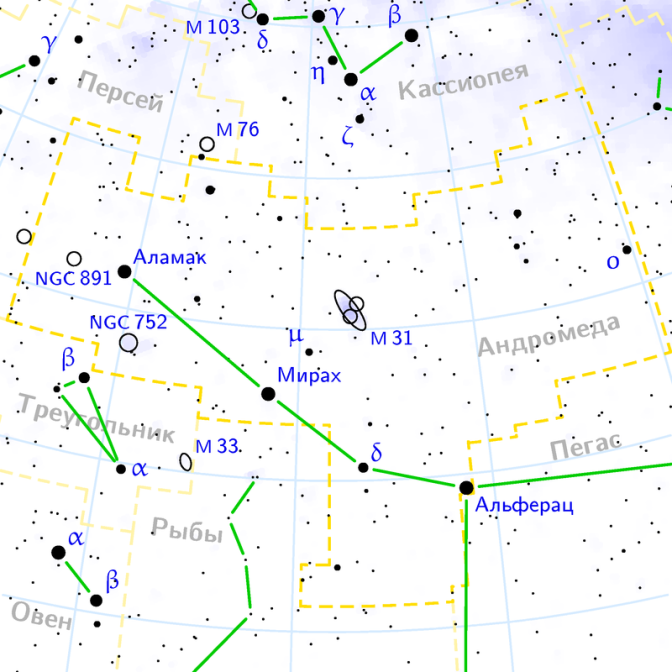 M 103
δ
γ
β
γ
η
α
Кассиопея
Персей
ζ
M 76
Аламак
NGC 891
ο
NGC 752
μ
M 31
Андромеда
β
Мирах
Треугольник
α
M 33
δ
Пегас
Альферац
Рыбы
α
β
Овен